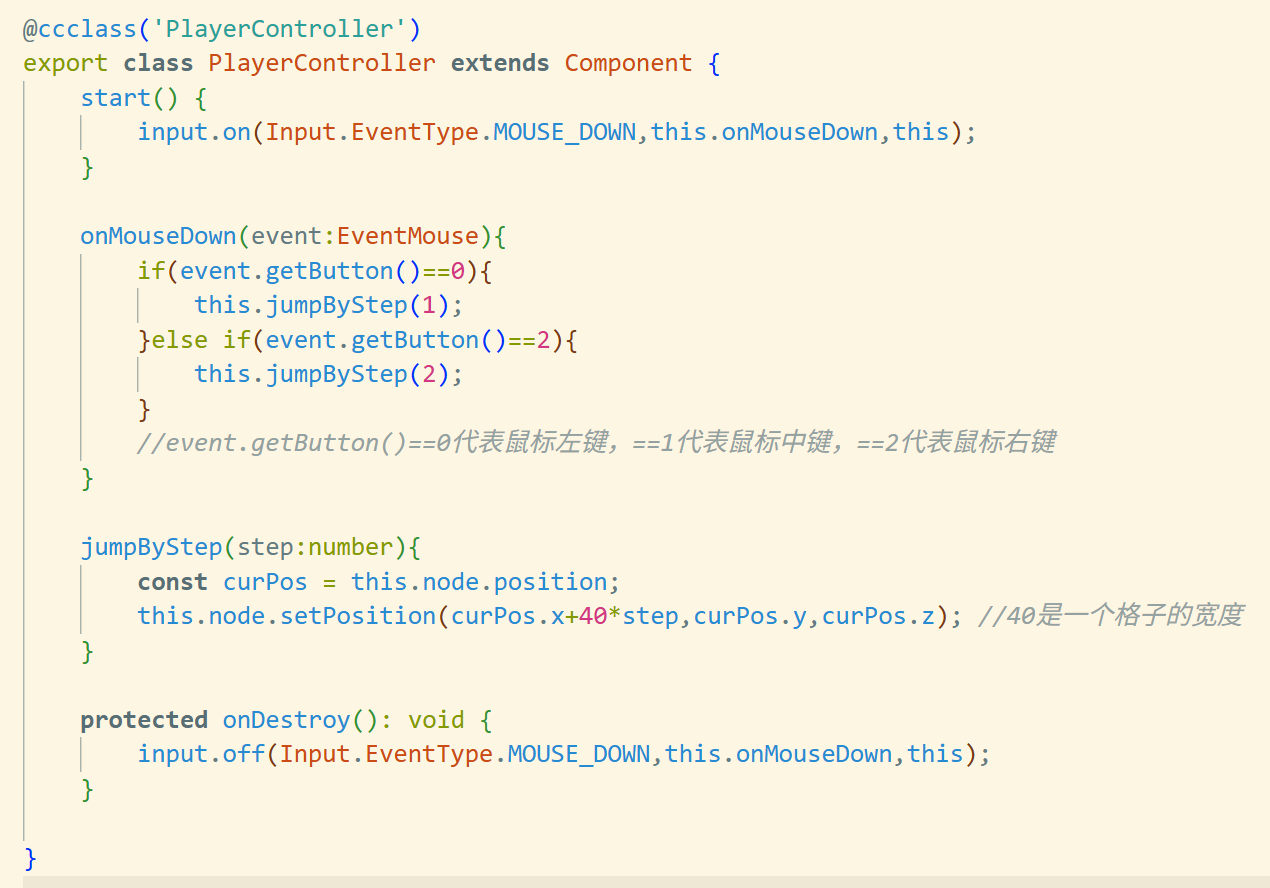 @ccclass('PlayerController')
export class PlayerController extends Component {
    start() {
        input.on(Input.EventType.MOUSE_DOWN,this.onMouseDown,this);
    }

    onMouseDown(event:EventMouse){
        if(event.getButton()==0){
            this.jumpByStep(1);
        }else if(event.getButton()==2){
            this.jumpByStep(2);
        }
        //event.getButton()==0代表鼠标左键，==1代表鼠标中键，==2代表鼠标右键
    }

    jumpByStep(step:number){
        const curPos = this.node.position;
        this.node.setPosition(curPos.x+40*step,curPos.y,curPos.z); //40是一个格子的宽度
    }

    protected onDestroy(): void {
        input.off(Input.EventType.MOUSE_DOWN,this.onMouseDown,this);
    }

}